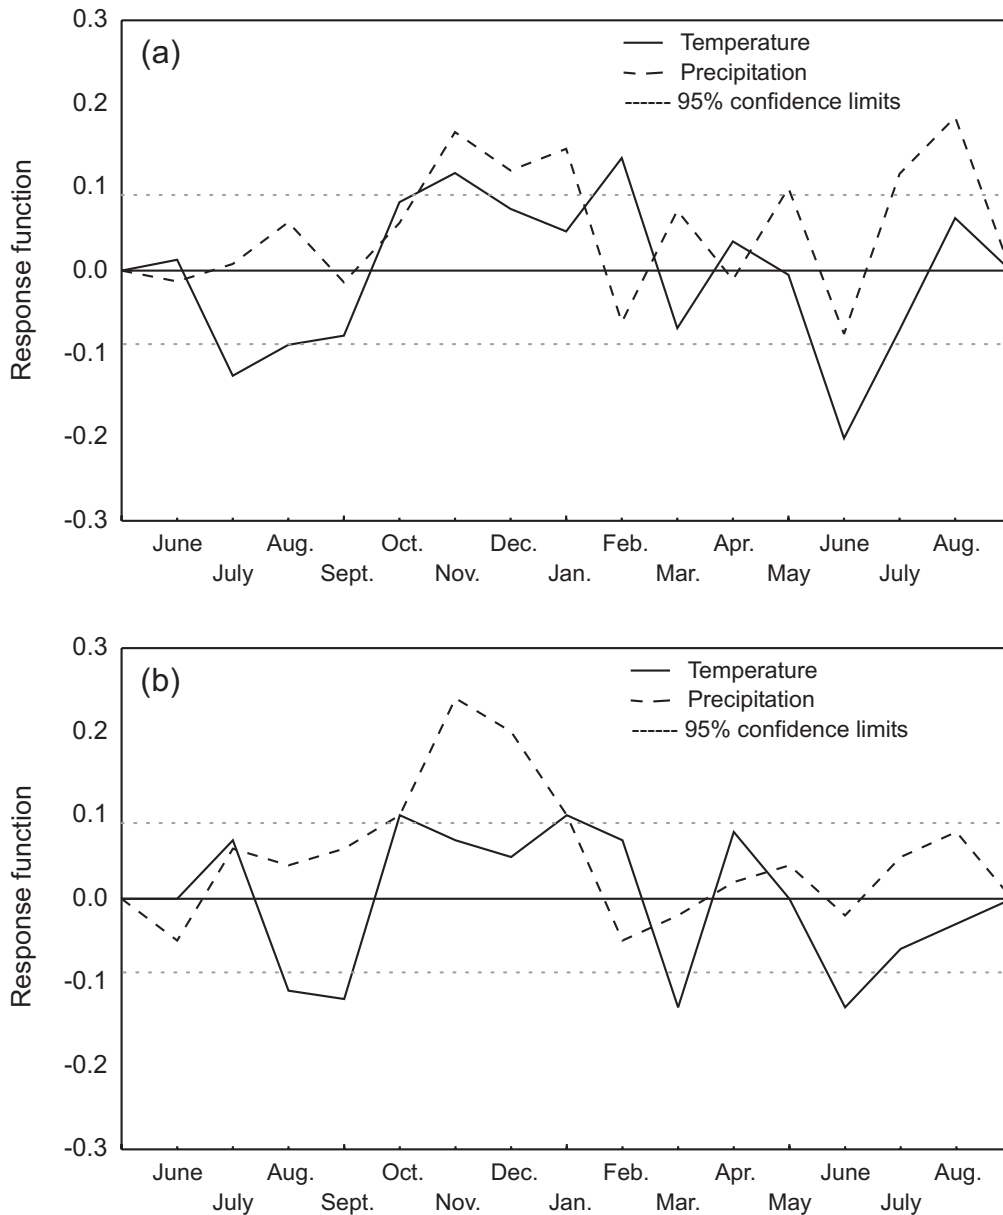 0.3
(a)
Temperature
Precipitation
95% confidence limits
0.2
0.1
0.0
-0.1
-0.2
-0.3
Response function
June Aug. Oct. Dec. Feb. Apr. June Aug.
July Sept. Nov. Jan. Mar. May July
0.3
(b)
Temperature
Precipitation
95% confidence limits
0.2
0.1
0.0
-0.1
-0.2
-0.3
Response function
June Aug. Oct. Dec. Feb. Apr. June Aug.
July Sept. Nov. Jan. Mar. May July